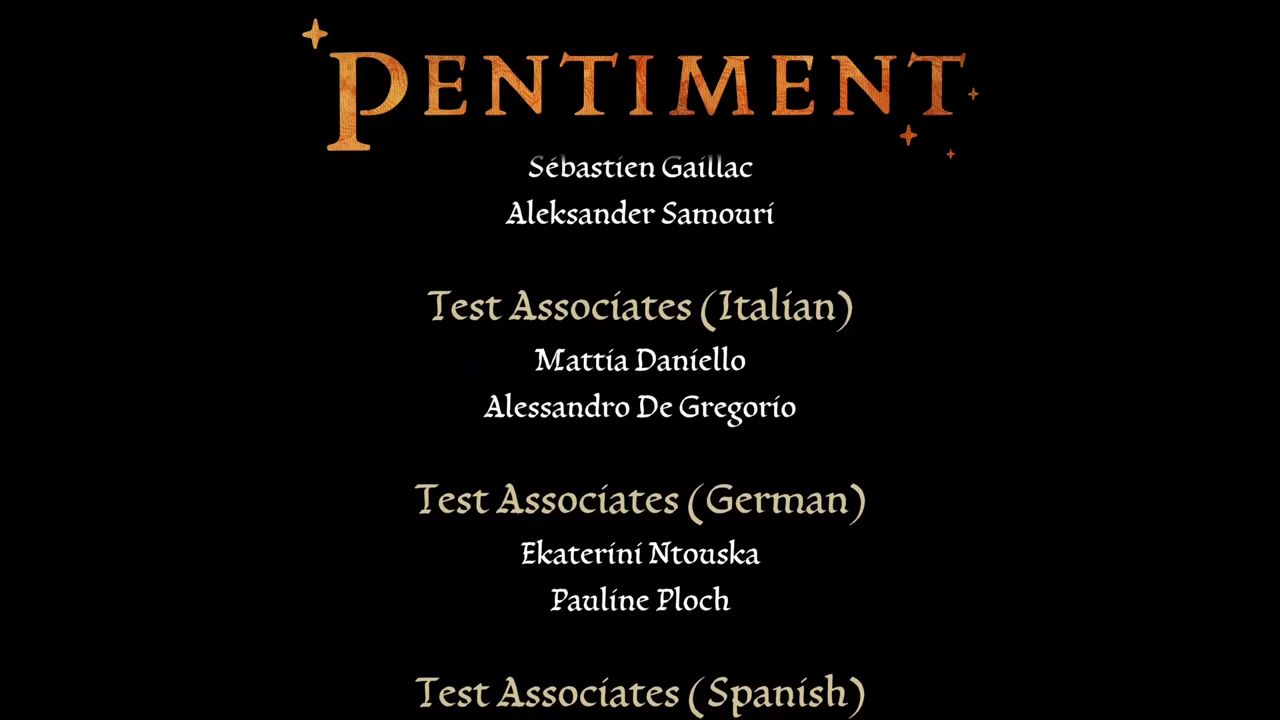 PENTIMENT
Sébastien Gaillac
Aleksander Samouri
Test Associates (Italian)
Mattia Daniello
Alessandro De Gregorio
Test Associates (German)
Ekaterini Ntouska
Pauline Ploch
Test Associates (Spanish)